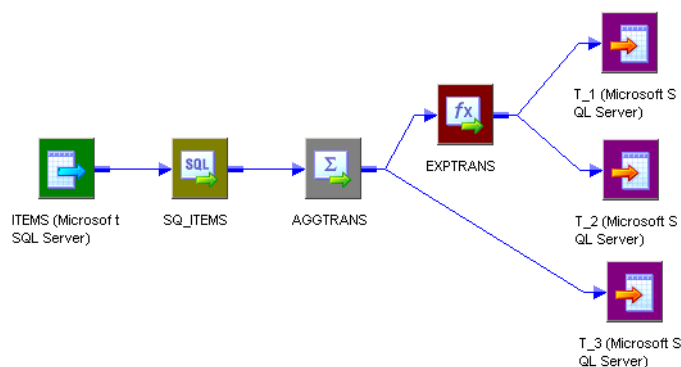 T_1 (Microsoft S
QL Server)
fx
EXPTRANS
SQL
Σ
ITEMS (Microsof t
SQL Server)
SQ_ITEMS
AGGTRANS
T_2 (Microsoft S
QL Server)
T_3 (Microsoft S
QL Server)